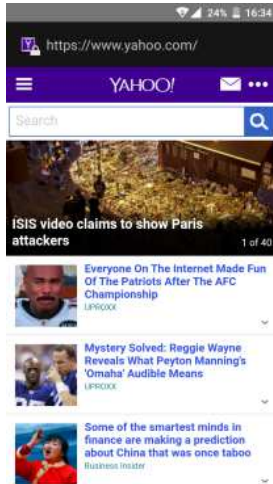 24% 16:34
https://www.yahoo.com/
YAHOO!
Search
ISIS video claims to show Paris
attackers
1 of 40
Everyone On The Internet Made Fun
Of The Patriots After The AFC
Championship
UPROXX
Mystery Solved: Reggie Wayne
Reveals What Peyton Manning's
'Omaha' Audible Means
UPROXX
Some of the smartest minds in
finance are making a prediction
about China that was once taboo
Business Insider